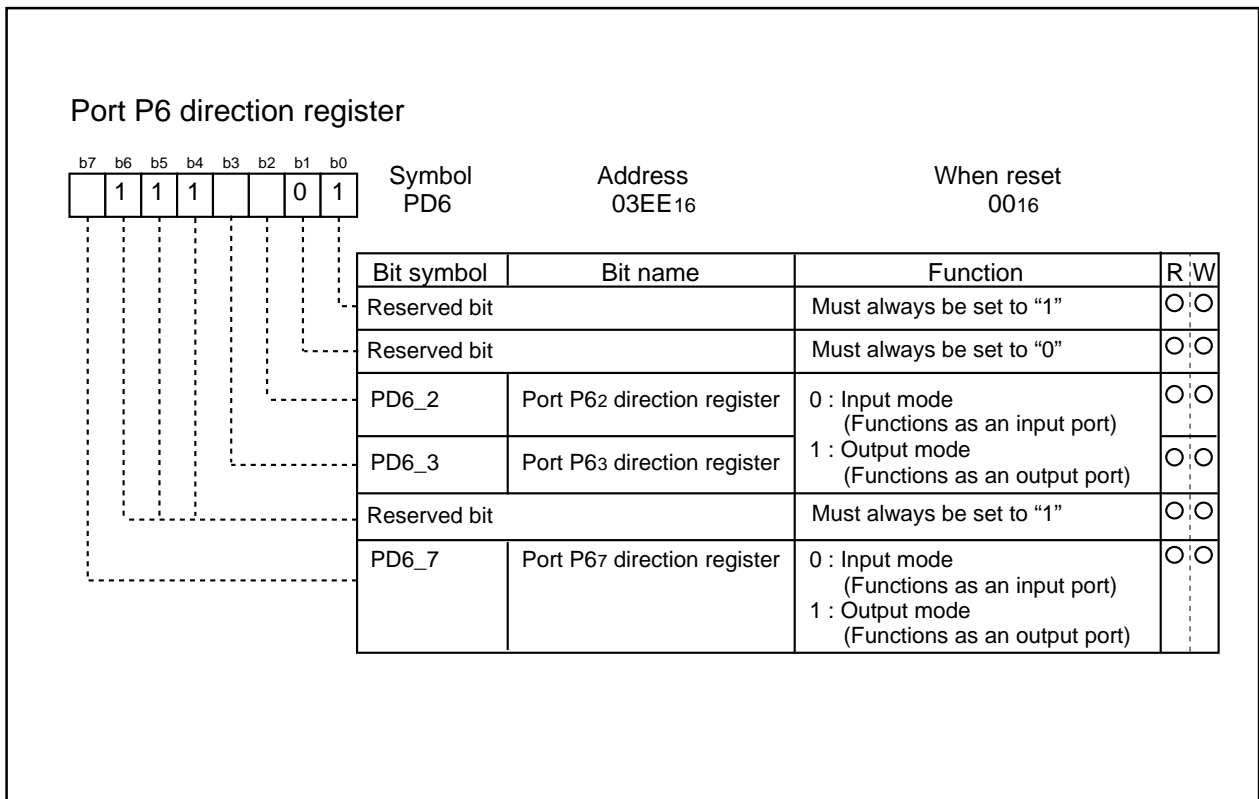 Port P6 direction register
b7 b6 b5 b4 b3 b2 b1 b0
1 1 1 0 1
Symbol Address When reset
PD6 03EE16 0016
Bit symbol Bit name Function R W
Reserved bit Must always be set to “1”
Reserved bit Must always be set to “0”
PD6_2 Port P62 direction register 0 : Input mode
(Functions as an input port)
1 : Output mode
PD6_3 Port P63 direction register (Functions as an output port)
Reserved bit Must always be set to “1”
PD6_7 Port P67 direction register 0 : Input mode
(Functions as an input port)
1 : Output mode
(Functions as an output port)